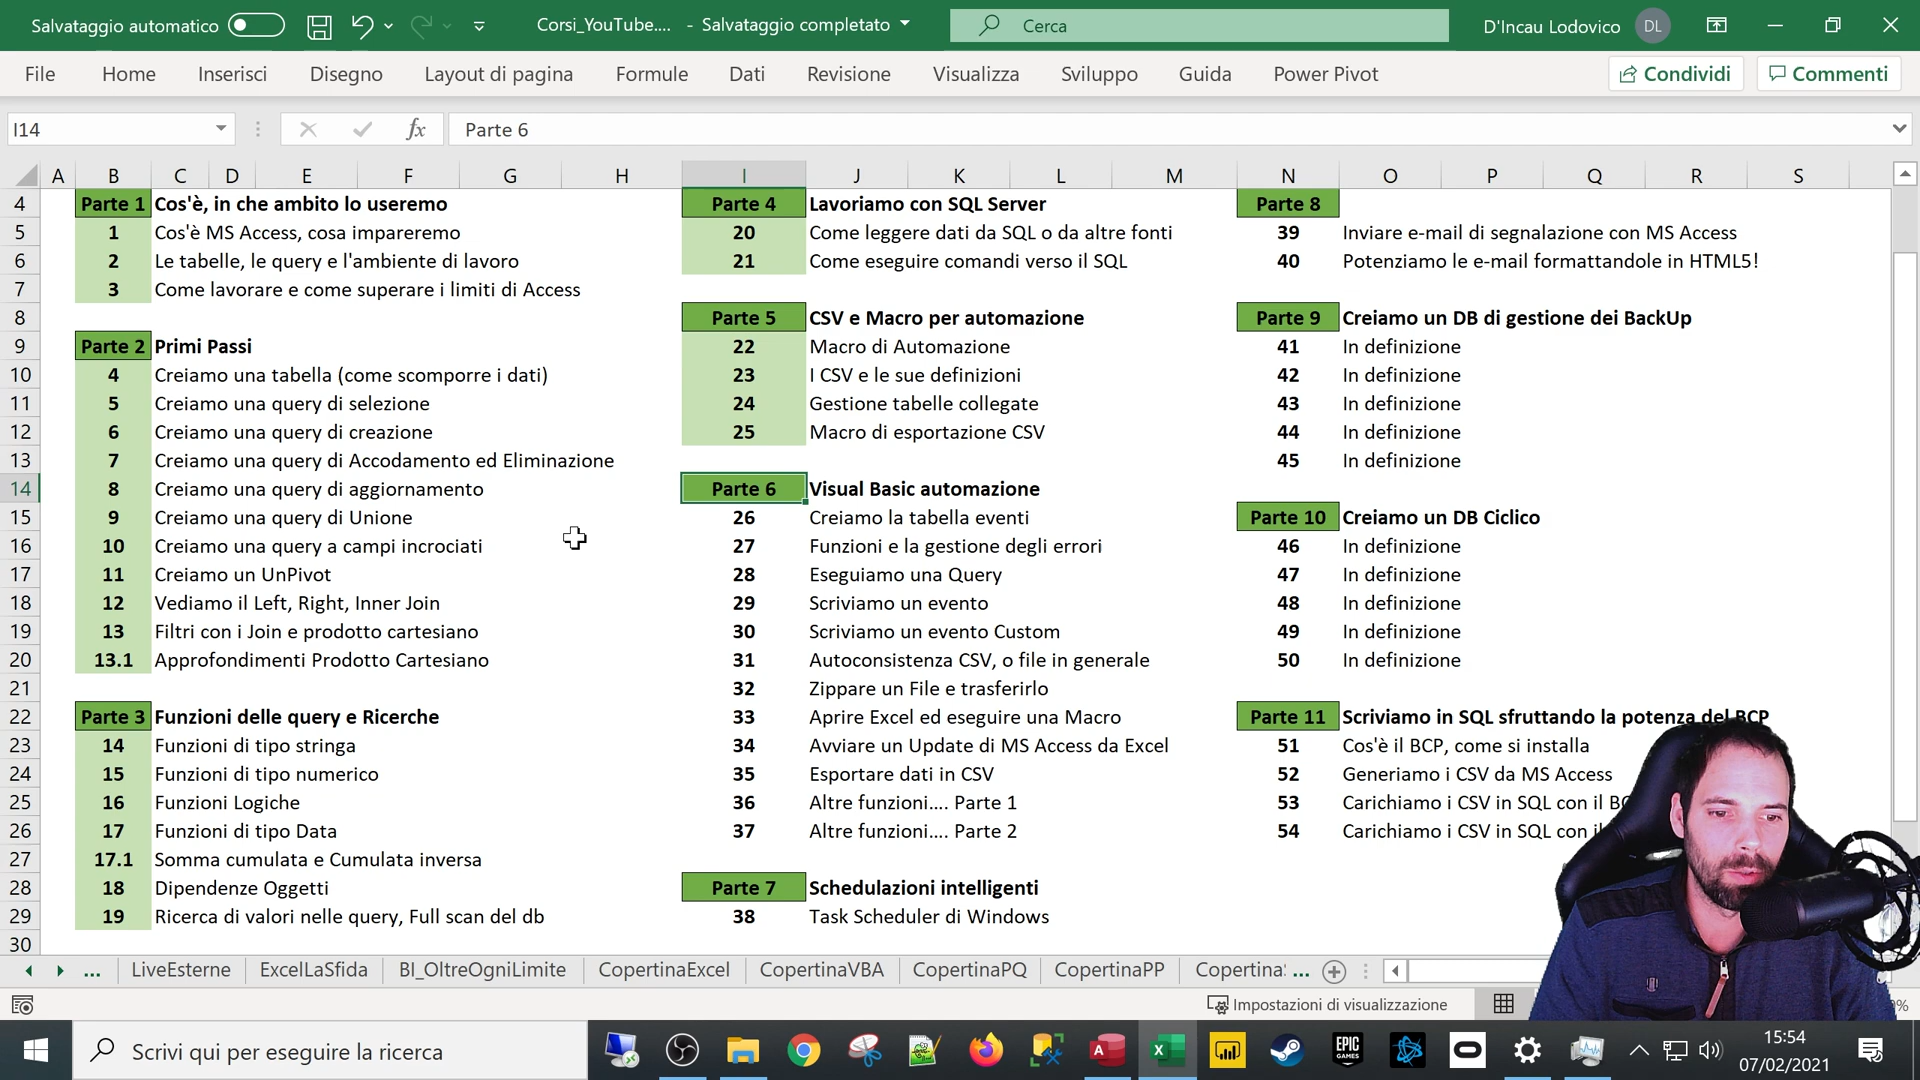 Salvataggio automatico
Corsi_YouTube.... - Salvataggio completato
Cerca
D'Incau Lodovico DL
File Home Inserisci Disegno Layout di pagina Formule Dati Revisione Visualizza Sviluppo Guida Power Pivot Condividi Commenti
I14 fx Parte 6
A B C D E F G H I J K L M N O P Q R S
4 Parte 1 Cos'è, in che ambito lo useremo Parte 4 Lavoriamo con SQL Server Parte 8
5 1 Cos'è MS Access, cosa impareremo 20 Come leggere dati da SQL o da altre fonti 39 Inviare e-mail di segnalazione con MS Access
6 2 Le tabelle, le query e l'ambiente di lavoro 21 Come eseguire comandi verso il SQL 40 Potenziamo le e-mail formattandole in HTML5!
7 3 Come lavorare e come superare i limiti di Access
8 Parte 5 CSV e Macro per automazione Parte 9 Creiamo un DB di gestione dei BackUp
9 Parte 2 Primi Passi 22 Macro di Automazione 41 In definizione
10 4 Creiamo una tabella (come scomporre i dati) 23 I CSV e le sue definizioni 42 In definizione
11 5 Creiamo una query di selezione 24 Gestione tabelle collegate 43 In definizione
12 6 Creiamo una query di creazione 25 Macro di esportazione CSV 44 In definizione
13 7 Creiamo una query di Accodamento ed Eliminazione 45 In definizione
14 8 Creiamo una query di aggiornamento Parte 6 Visual Basic automazione
15 9 Creiamo una query di Unione 26 Creiamo la tabella eventi Parte 10 Creiamo un DB Ciclico
16 10 Creiamo una query a campi incrociati 27 Funzioni e la gestione degli errori 46 In definizione
17 11 Creiamo un UnPivot 28 Eseguiamo una Query 47 In definizione
18 12 Vediamo il Left, Right, Inner Join 29 Scriviamo un evento 48 In definizione
19 13 Filtri con i Join e prodotto cartesiano 30 Scriviamo un evento Custom 49 In definizione
20 13.1 Approfondimenti Prodotto Cartesiano 31 Autoconsistenza CSV, o file in generale 50 In definizione
21 32 Zippare un File e trasferirlo
22 Parte 3 Funzioni delle query e Ricerche 33 Aprire Excel ed eseguire una Macro Parte 11 Scriviamo in SQL sfruttando la potenza del BCP
23 14 Funzioni di tipo stringa 34 Avviare un Update di MS Access da Excel 51 Cos'è il BCP, come si installa
24 15 Funzioni di tipo numerico 35 Esportare dati in CSV 52 Generiamo i CSV da MS Access
25 16 Funzioni Logiche 36 Altre funzioni.... Parte 1 53 Carichiamo i CSV in SQL con il
26 17 Funzioni di tipo Data 37 Altre funzioni.... Parte 2 54 Carichiamo i CSV in SQL con il
27 17.1 Somma cumulata e Cumulata inversa
28 18 Dipendenze Oggetti Parte 7 Schedulazioni intelligenti
29 19 Ricerca di valori nelle query, Full scan del db 38 Task Scheduler di Windows
30
... LiveEsterne ExcelLaSfida BI_OltreOgniLimite CopertinaExcel CopertinaVBA CopertinaPQ CopertinaPP Copertina ...
Impostazioni di visualizzazione
Scrivi qui per eseguire la ricerca
EPIC GAMES
15:54
07/02/2021